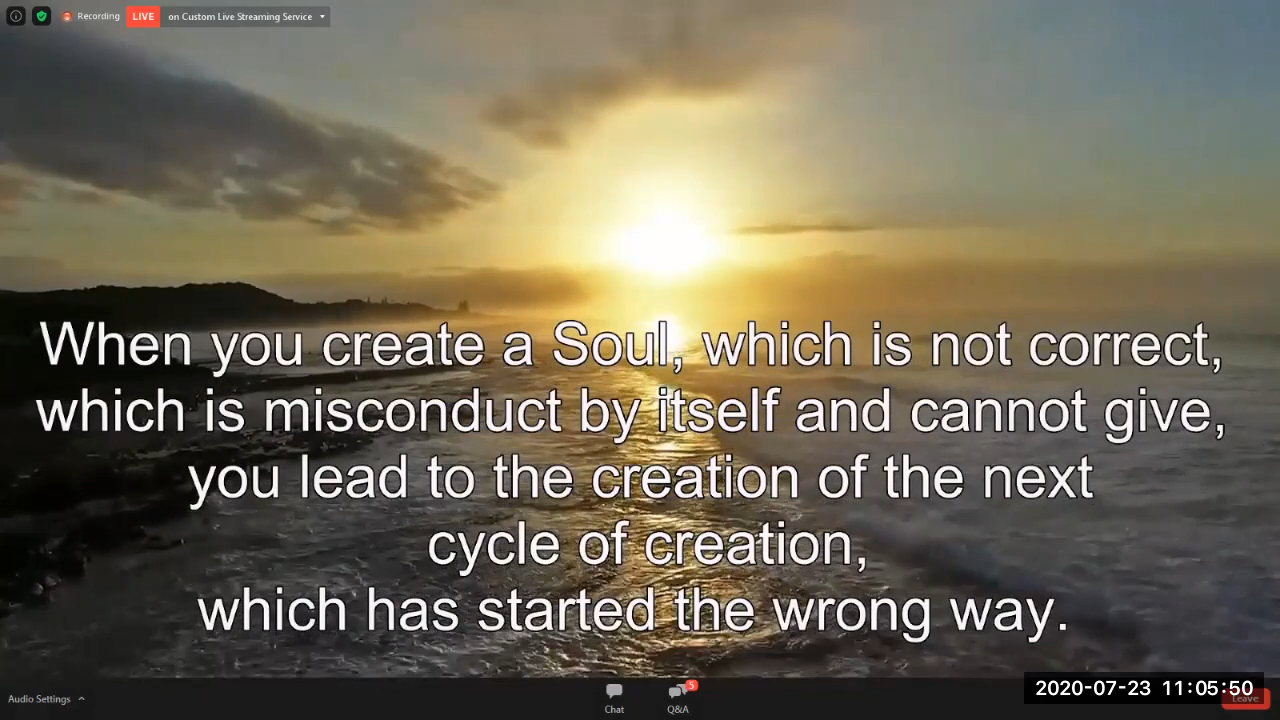 Recording LIVE on Custom Live Streaming Service
When you create a Soul, which is not correct,
which is misconduct by itself and cannot give,
you lead to the creation of the next
cycle of creation,
which has started the wrong way.
Audio Settings
Chat
5
Q&A
2020-07-23 11:05:50
Leave